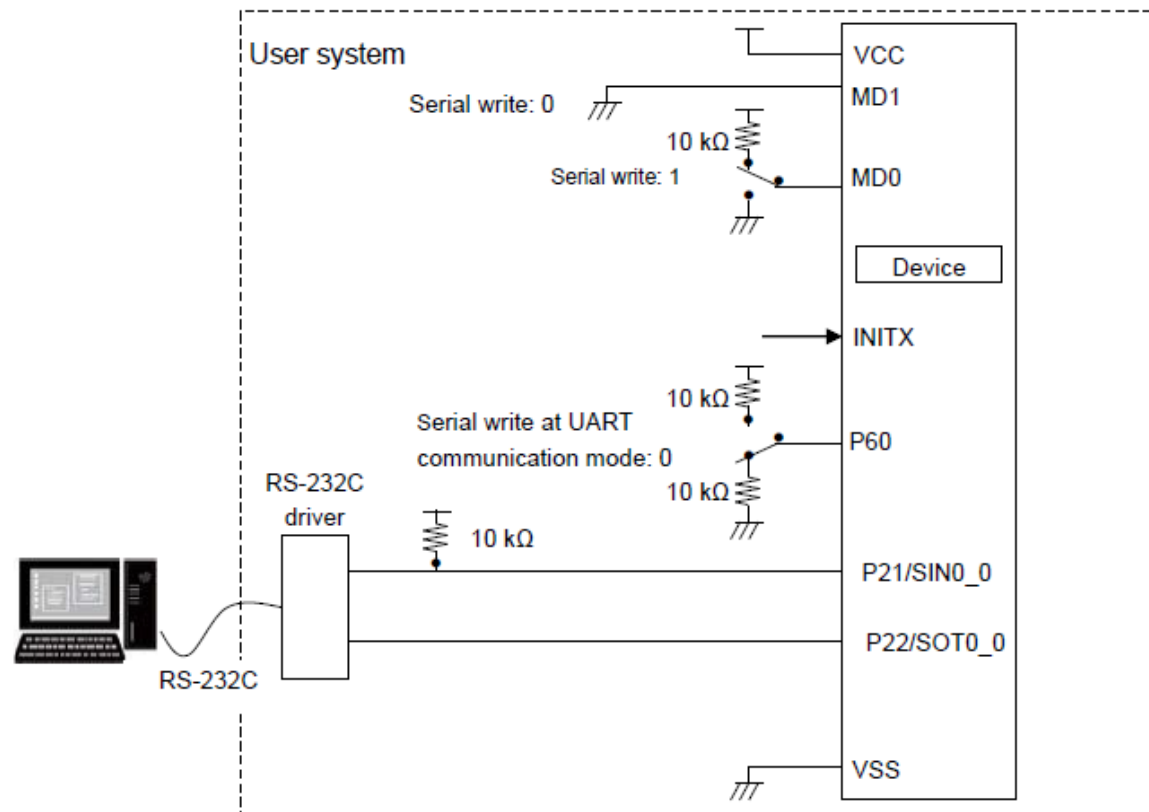 User system
VCC
Serial write: 0
MD1
10 kΩ
Serial write: 1
MD0
Device
INITX
10 kΩ
Serial write at UART
communication mode: 0
P60
10 kΩ
RS-232C
driver
10 kΩ
P21/SIN0_0
P22/SOT0_0
RS-232C
VSS